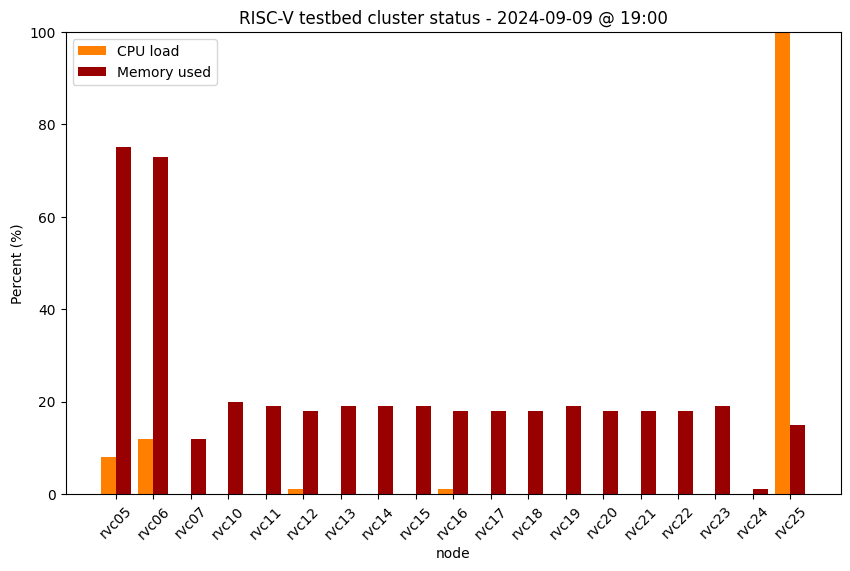 RISC-V testbed cluster status - 2024-09-09 @ 19:00
CPU load
Memory used
Percent (%)
100
80
60
40
20
0
rvc05
rvc06
rvc07
rvc10
rvc11
rvc12
rvc13
rvc14
rvc15
rvc16
rvc17
rvc18
rvc19
rvc20
rvc21
rvc22
rvc23
rvc24
rvc25
node